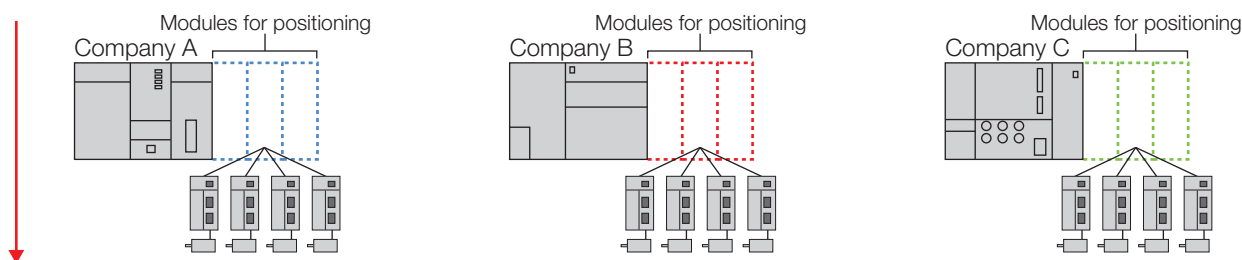 Modules for positioning
Company A
Modules for positioning
Company B
Modules for positioning
Company C